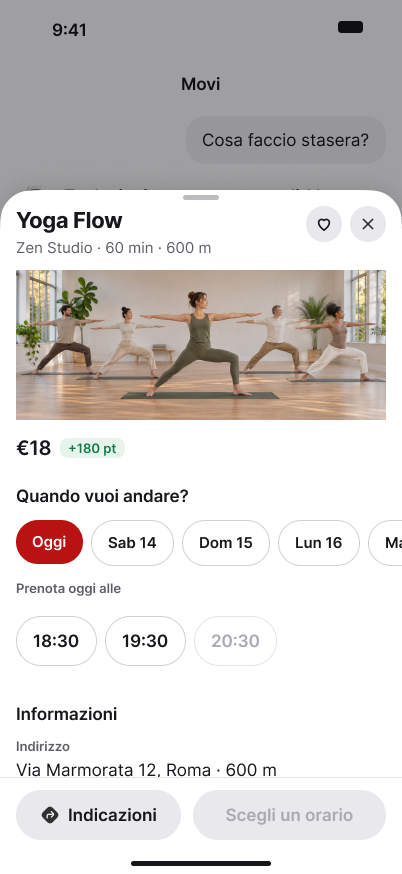 9:41
Movi
Cosa faccio stasera?
Yoga Flow
Zen Studio · 60 min · 600 m
€18 +180 pt
Quando vuoi andare?
Oggi Sab 14 Dom 15 Lun 16
Prenota oggi alle
18:30 19:30 20:30
Informazioni
Indirizzo
Via Marmorata 12, Roma · 600 m
Indicazioni Scegli un orario